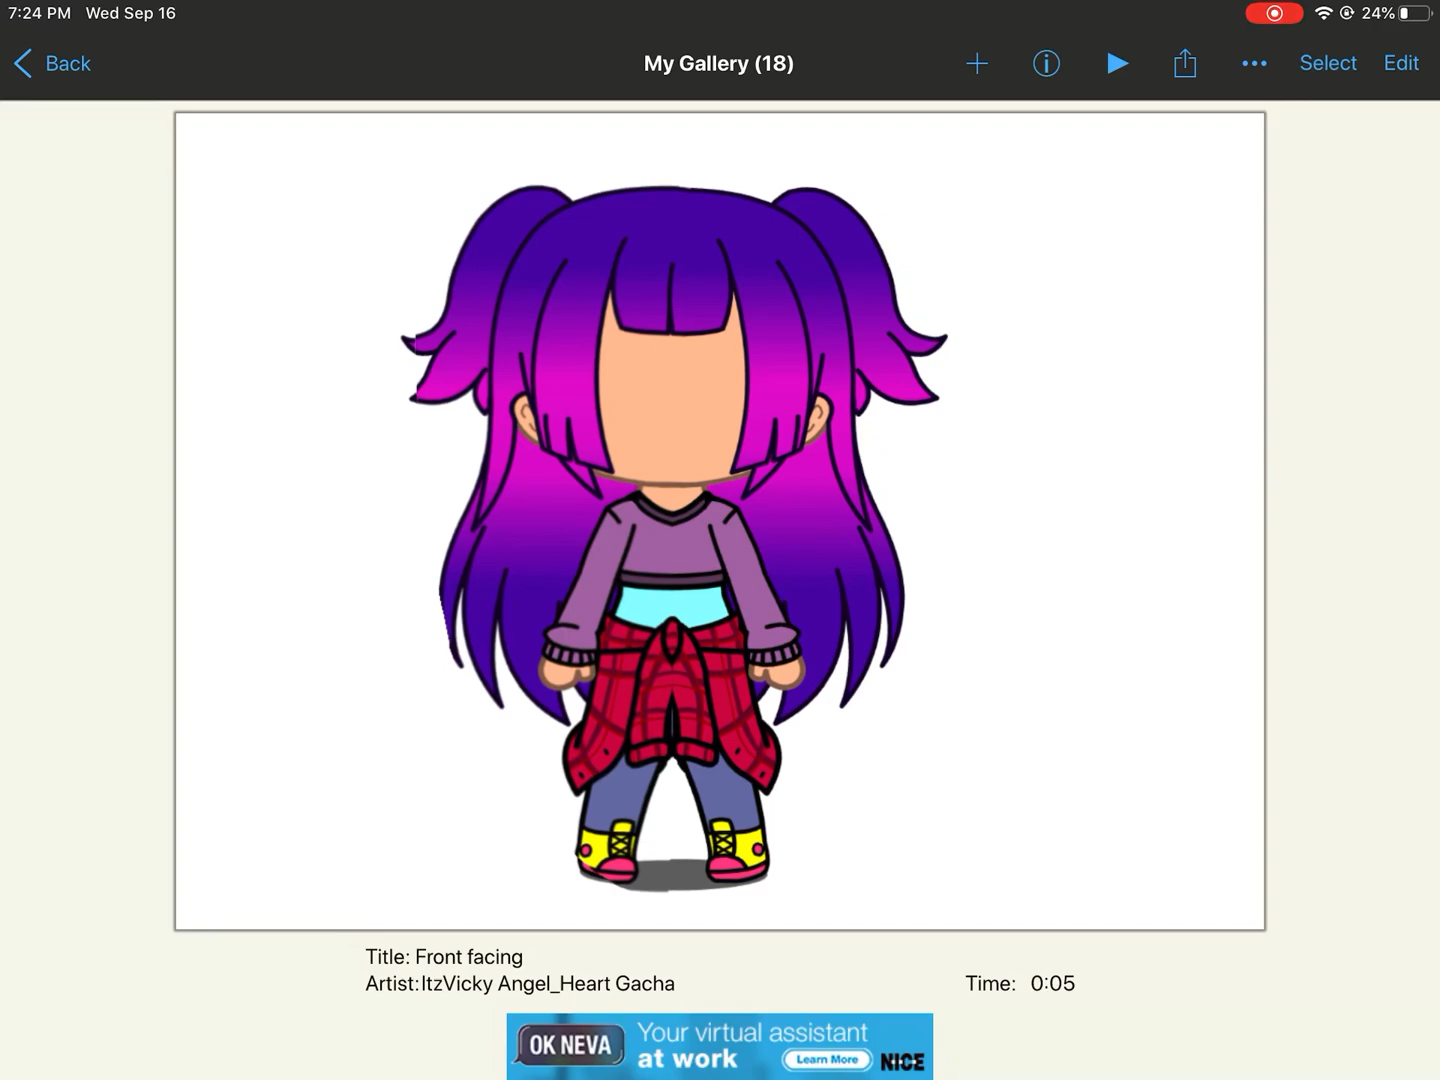 7:24 PM Wed Sep 16 24%
Back My Gallery (18) Select Edit
Title: Front facing
Artist:ItzVicky Angel_Heart Gacha Time: 0:05
OK NEVA Your virtual assistant
at work Learn More NICE